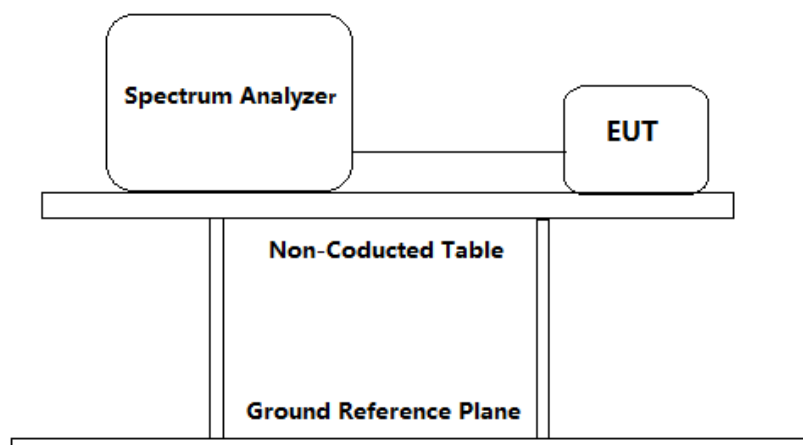 Spectrum Analyzer
EUT
Non-Coducted Table
Ground Reference Plane